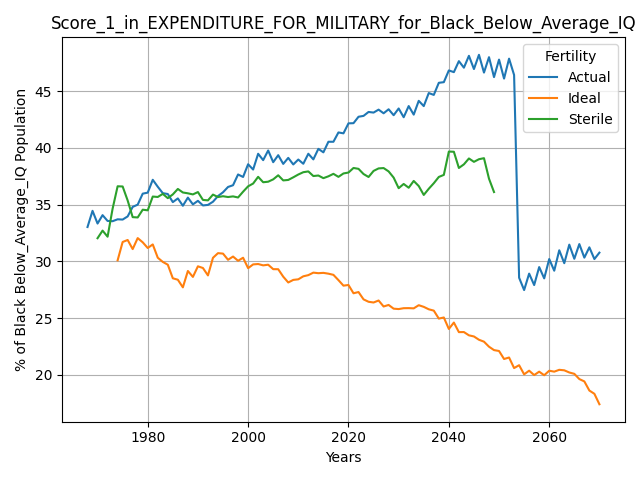 Score_1_in_EXPENDITURE_FOR_MILITARY_for_Black_Below_Average_IQ
Fertility
Actual
Ideal
Sterile
% of Black Below_Average_IQ Population
45
40
35
30
25
20
1980
2000
2020
2040
2060
Years